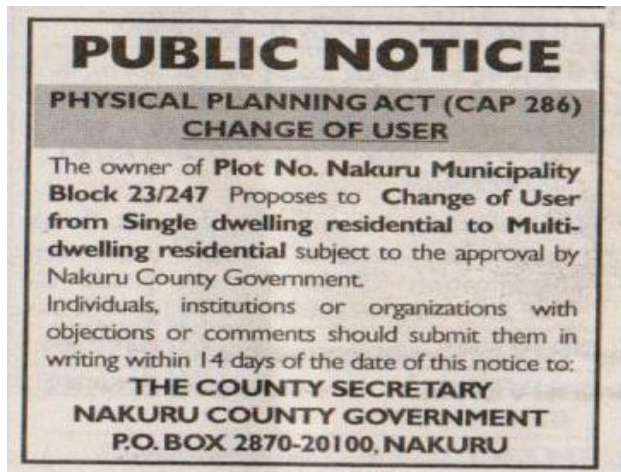 PUBLIC NOTICE
PHYSICAL PLANNING ACT (CAP 286)
CHANGE OF USER
The owner of Plot No. Nakuru Municipality
Block 23/247 Proposes to Change of User
from Single dwelling residential to Multi-
dwelling residential subject to the approval by
Nakuru County Government.
Individuals, institutions or organizations with
objections or comments should submit them in
writing within 14 days of the date of this notice to:
THE COUNTY SECRETARY
NAKURU COUNTY GOVERNMENT
P.O. BOX 2870-20100, NAKURU